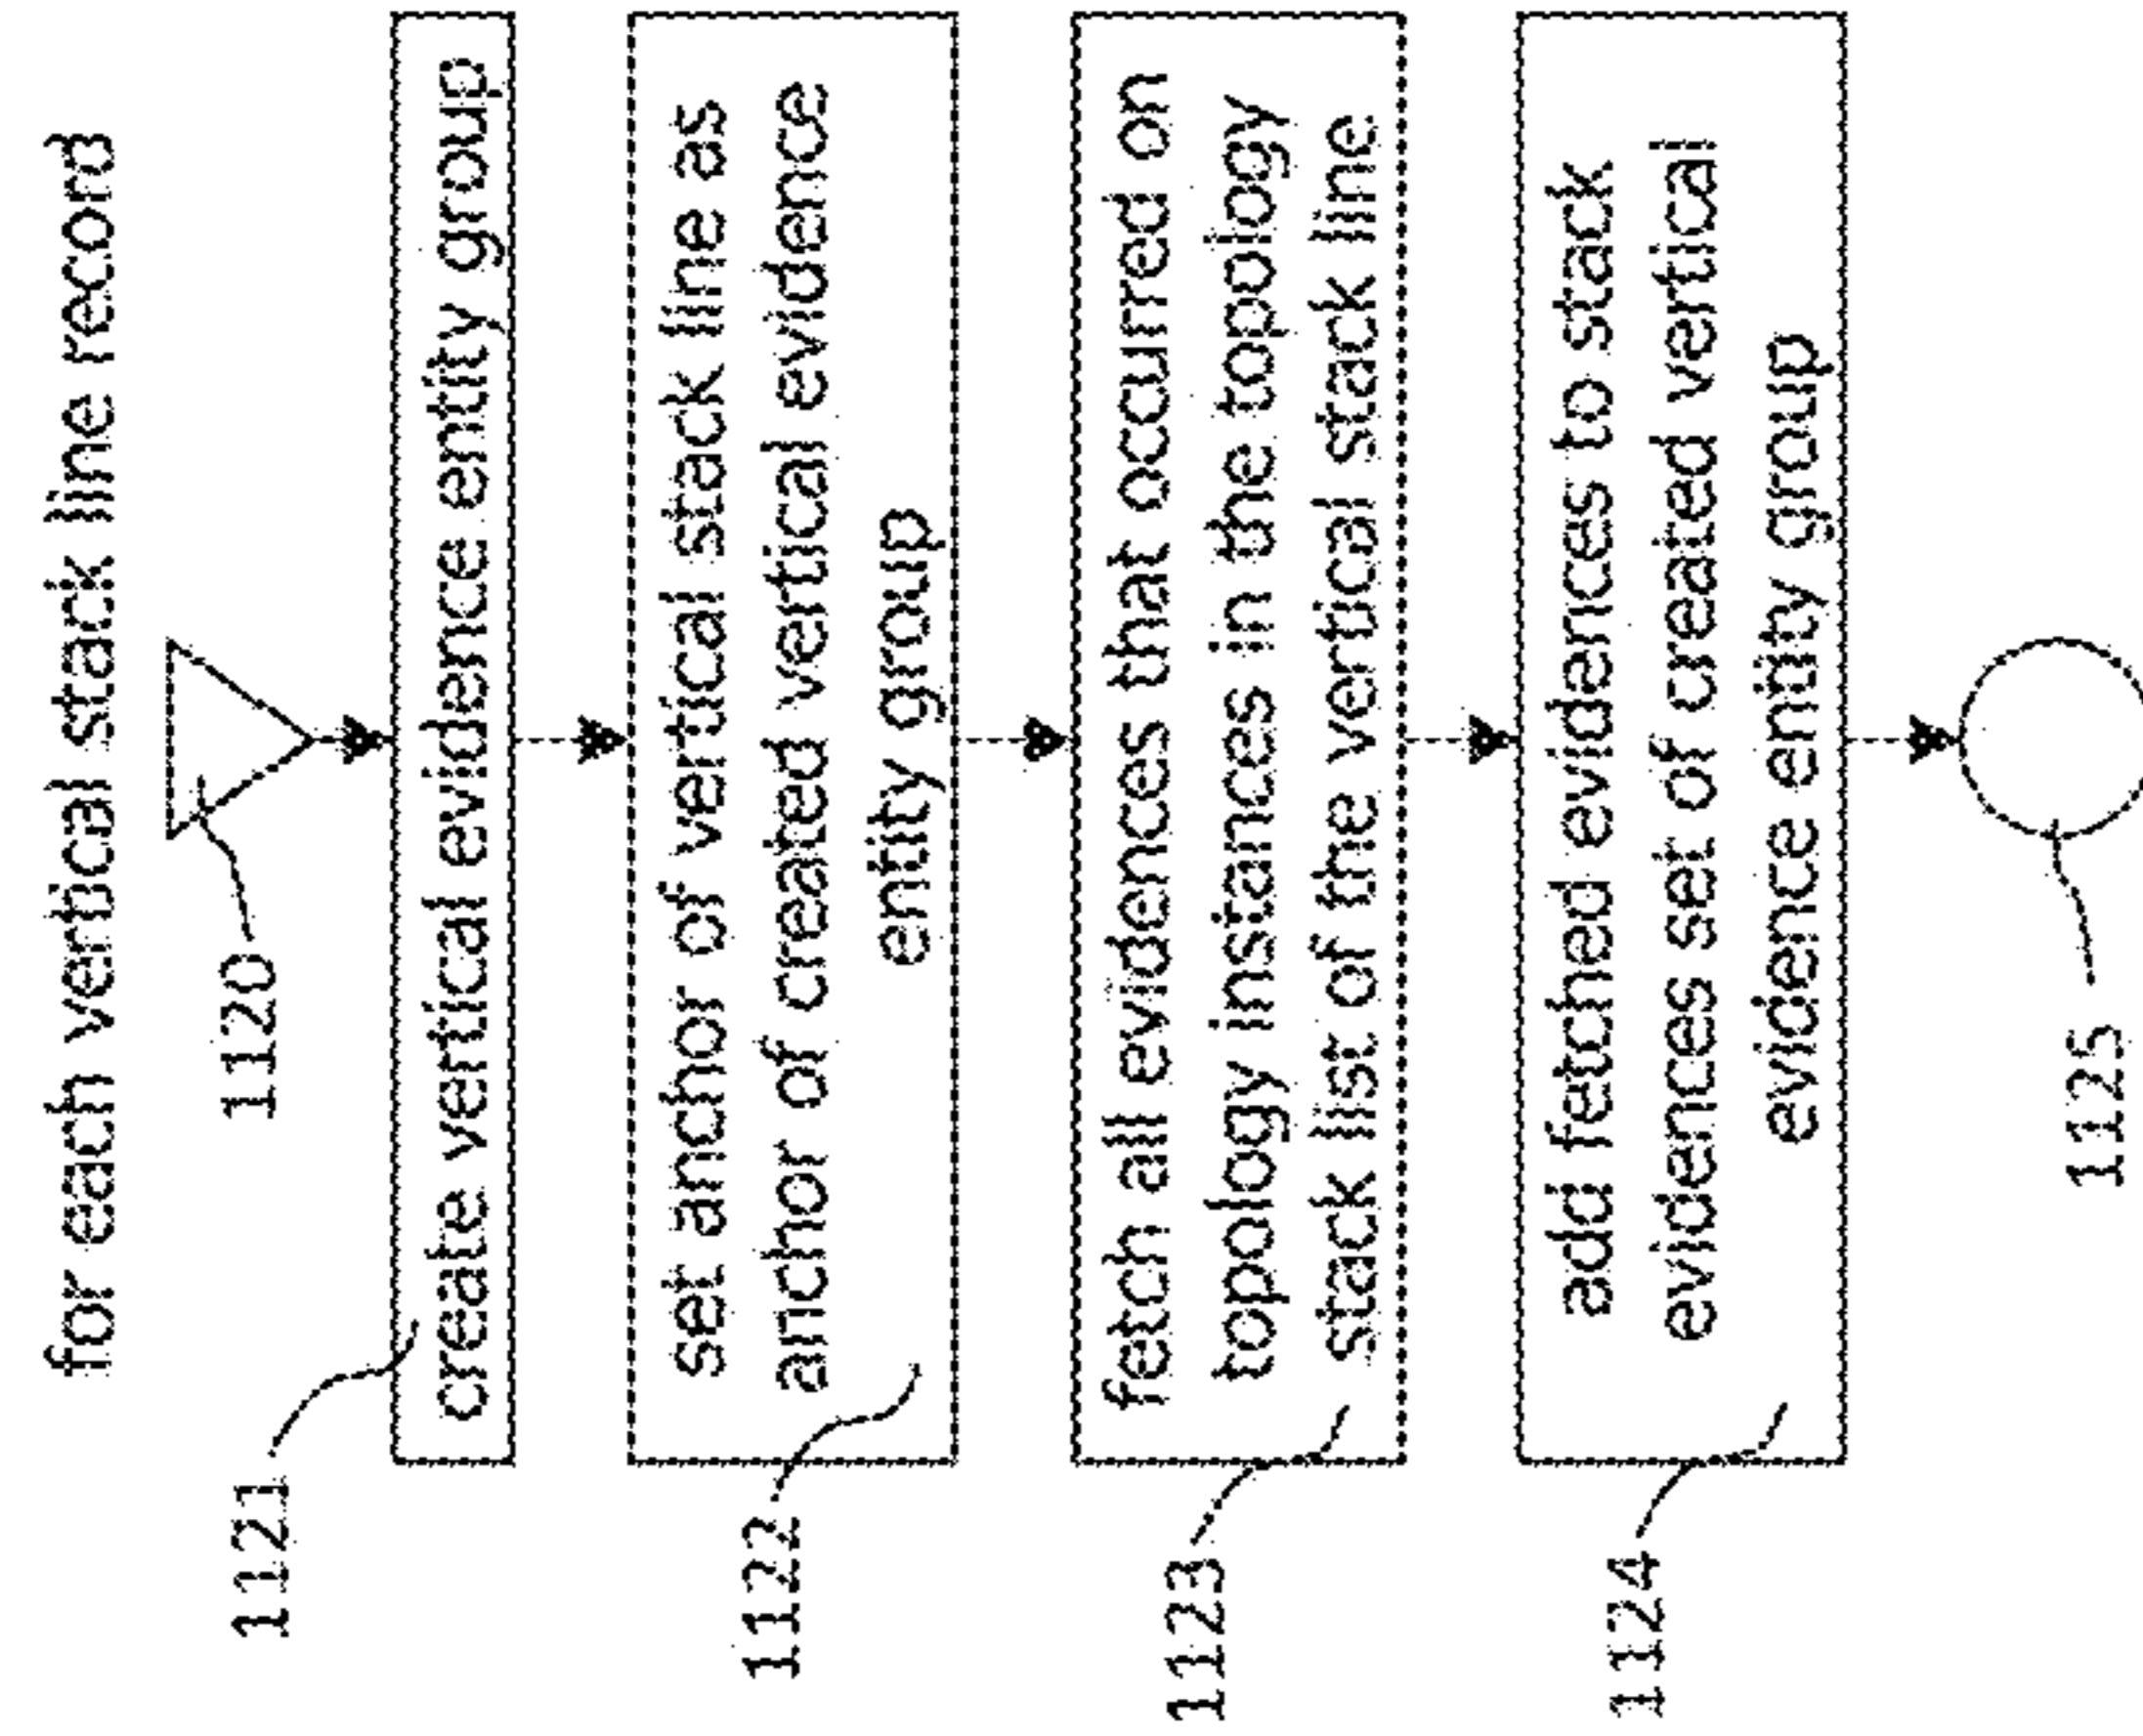 for each vertical stack line record
1120
1121
create vertical evidence entity group
1122
set anchor of vertical stack line as
anchor of created vertical evidence
entity group
1123
fetch all evidences that occurred on
topology instances in the topology
stack list of the vertical stack line
1124
add fetched evidences to stack
evidences set of created vertical
evidence entity group
1125